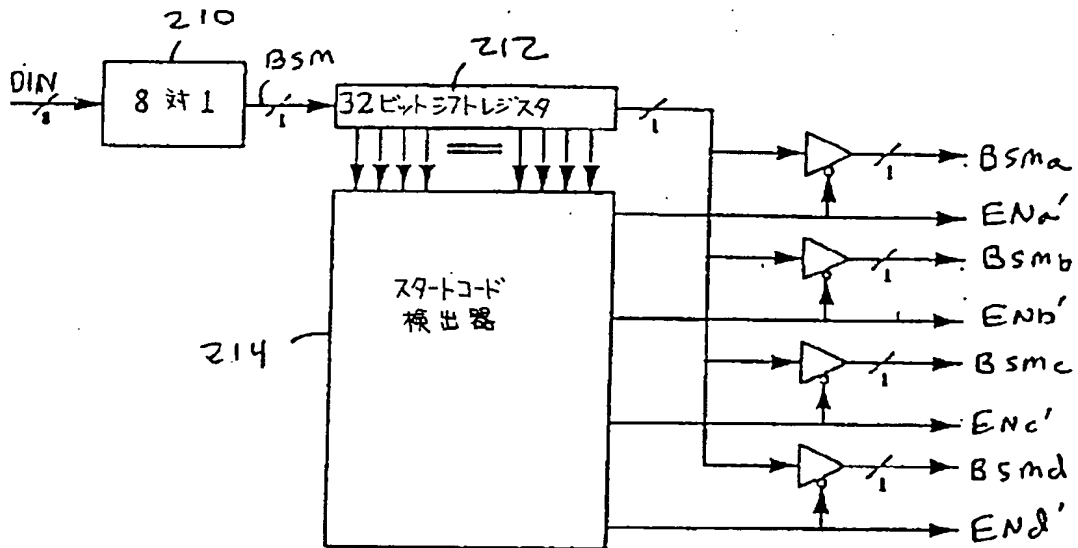 210
DIN
8
8 対 1
BSM
1
212
32ビットシフトレジスタ
1
1
BSMa
ENa'
1
BSMb
ENb'
スタートコード
検出器
214
1
BSMc
ENc'
1
BSMd
ENd'